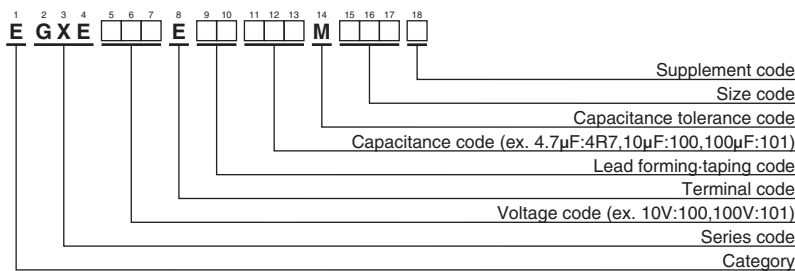 1 2 3 4 5 6 7 8 9 10 11 12 13 14 15 16 17 18
E G X E E M
Supplement code
Size code
Capacitance tolerance code
Capacitance code (ex. 4.7μF:4R7,10μF:100,100μF:101)
Lead forming·taping code
Terminal code
Voltage code (ex. 10V:100,100V:101)
Series code
Category